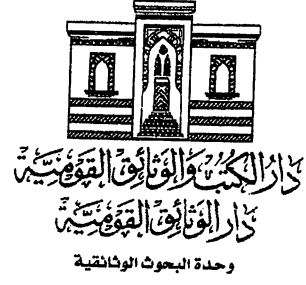 دار الكتب والوثائق القومية
دار الوثائق القومية
وحدة البحوث الوثائقية